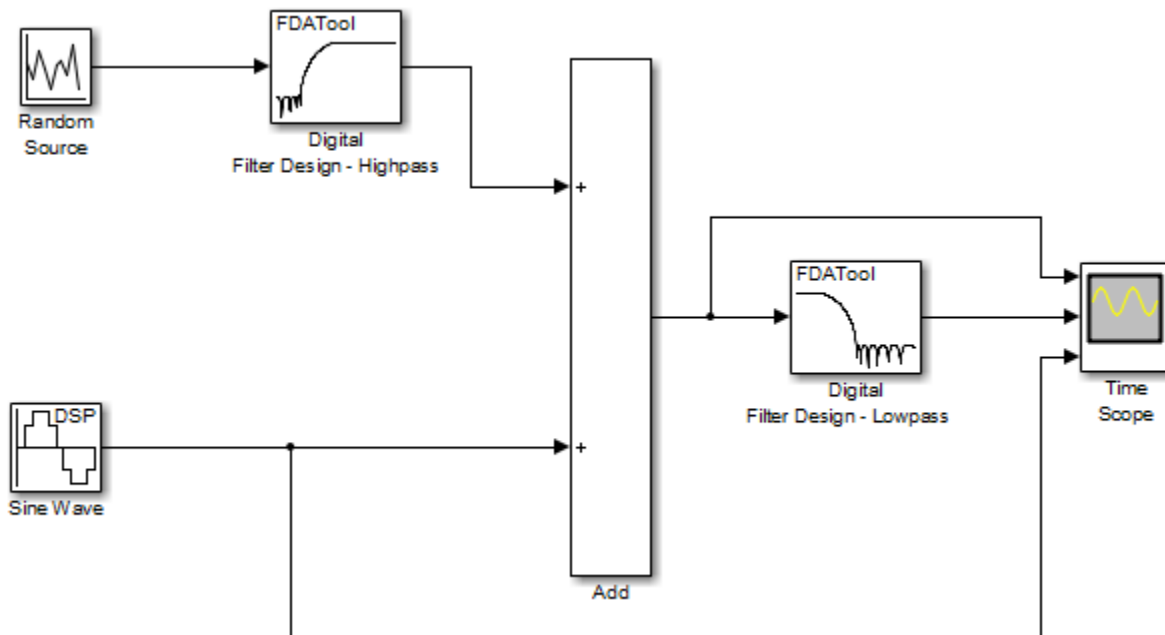 FDATool
Random
Source
Digital
Filter Design - Highpass
+
FDATool
Digital
Filter Design - Lowpass
Time
Scope
DSP
+
Sine Wave
Add